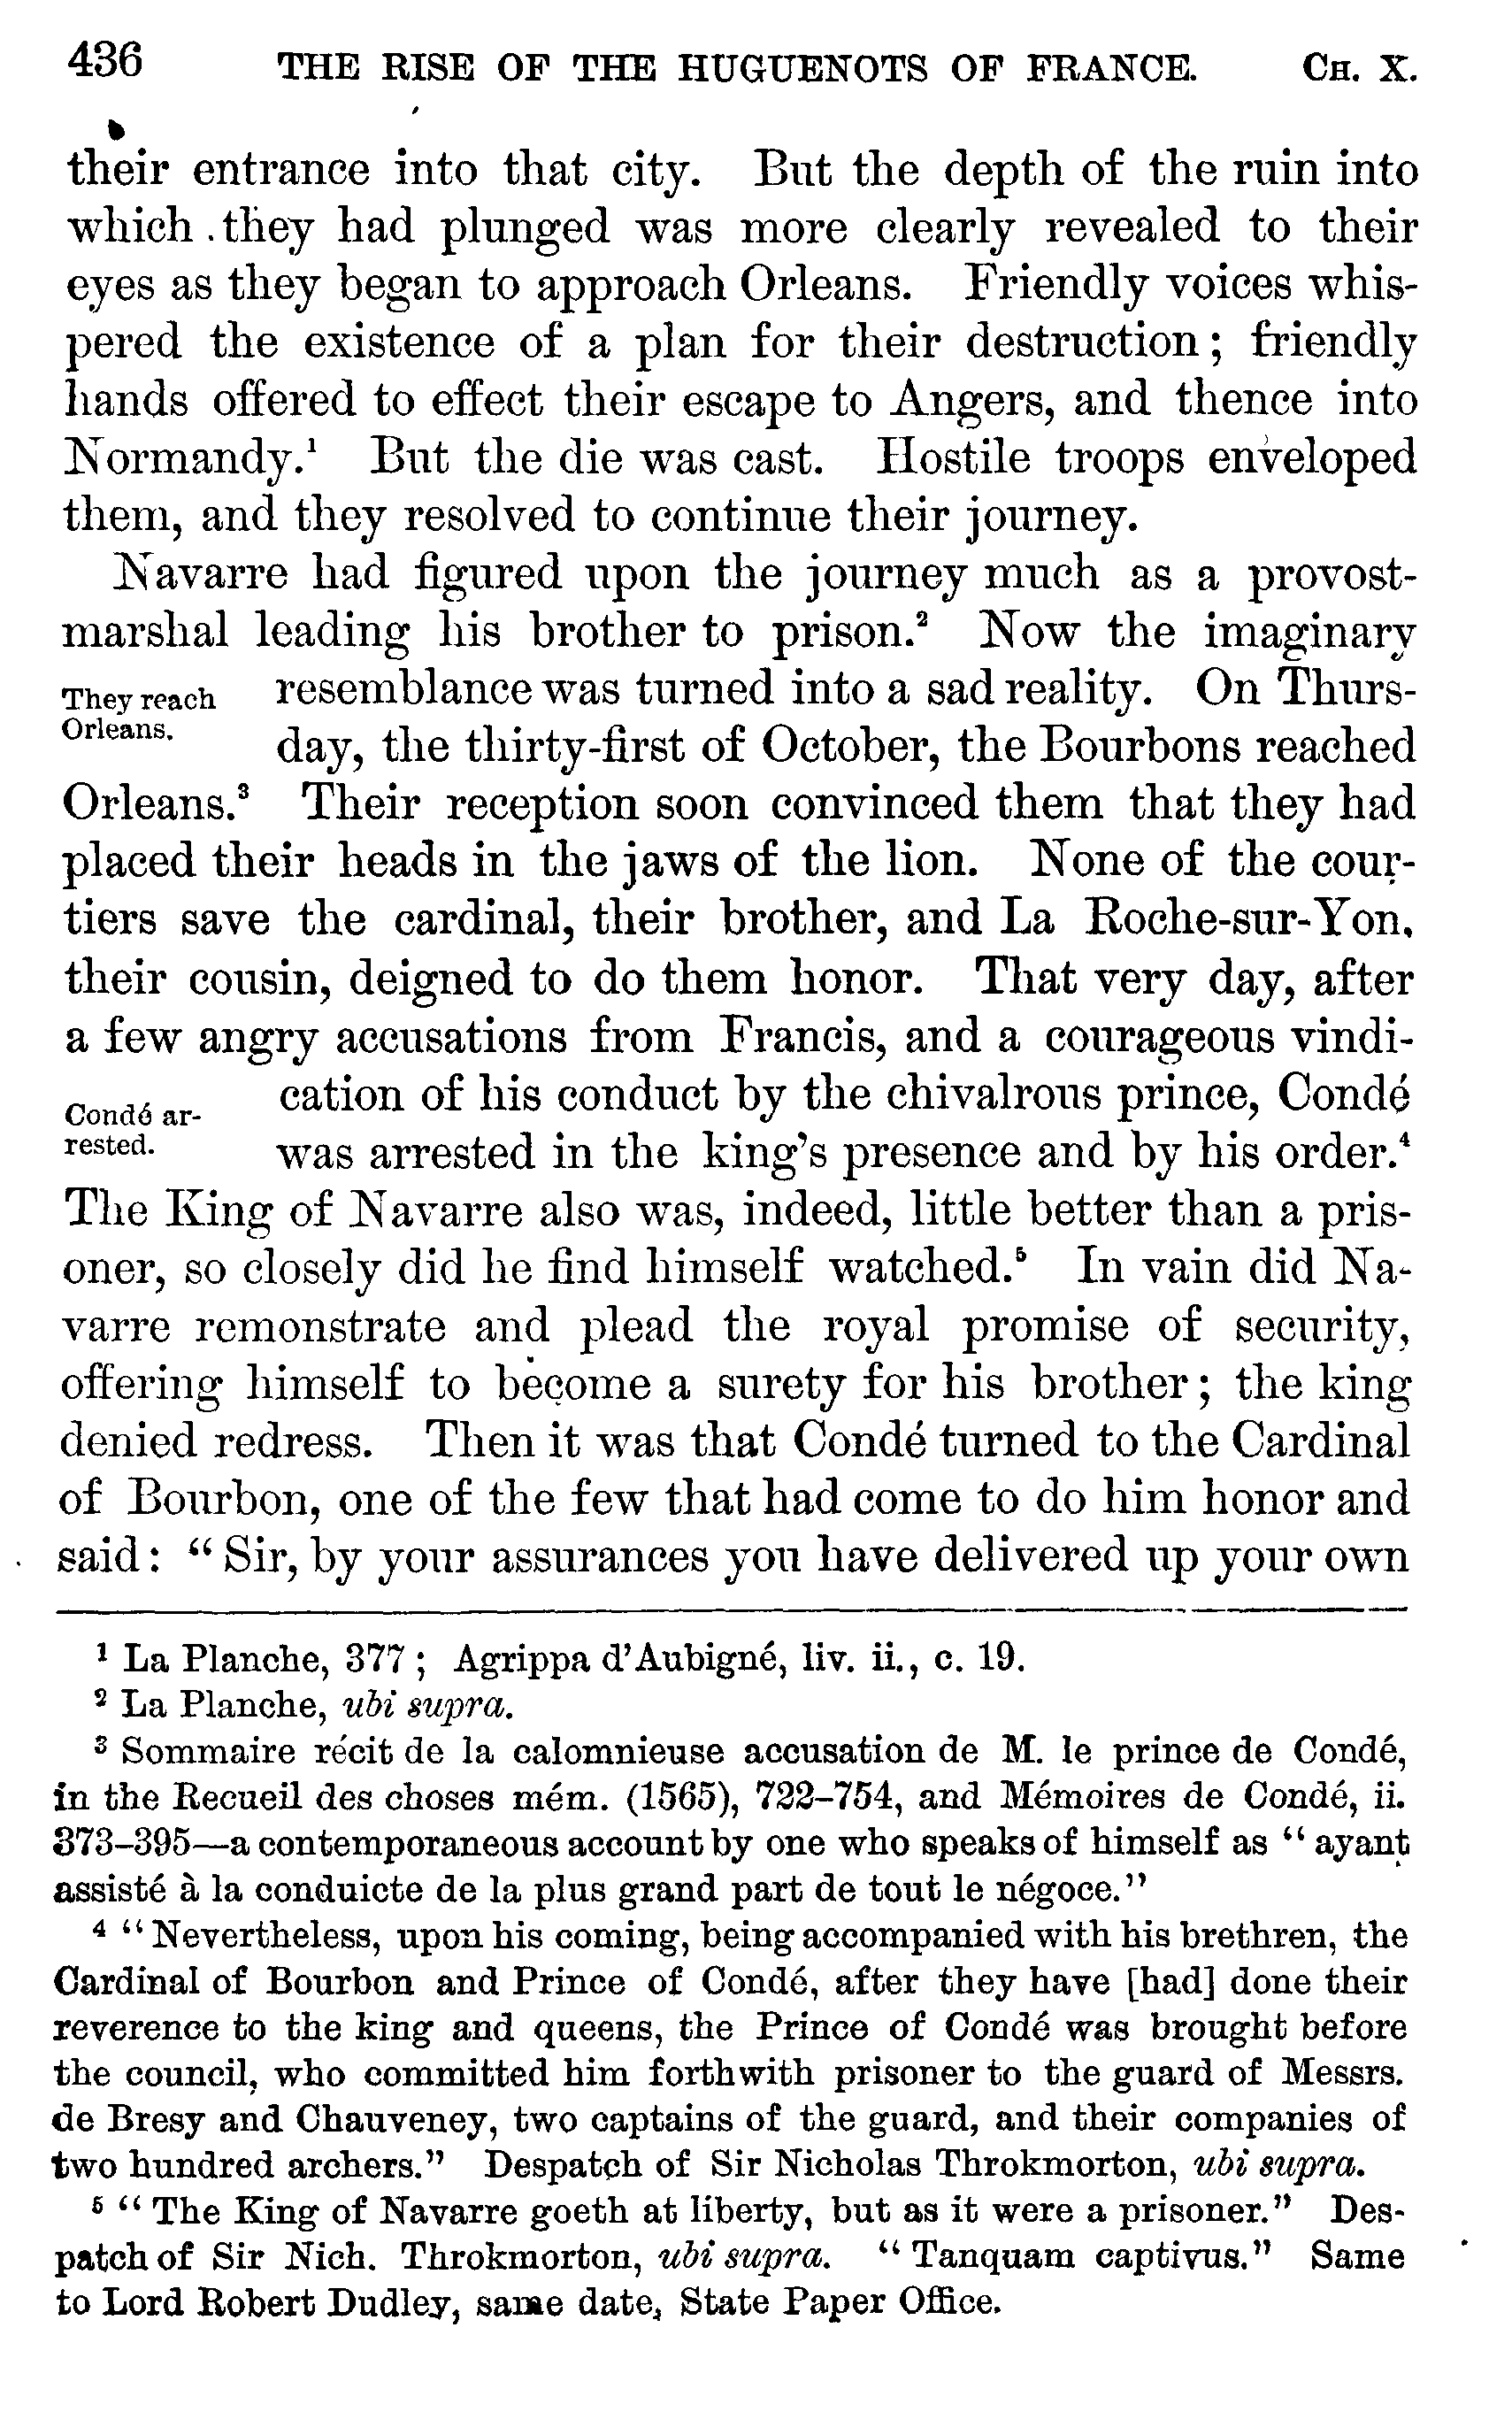 436 THE RISE OF THE HUGUENOTS OF FRANCE. CH. X.
their entrance into that city. But the depth of the ruin into
which they had plunged was more clearly revealed to their
eyes as they began to approach Orleans. Friendly voices whis-
pered the existence of a plan for their destruction; friendly
hands offered to effect their escape to Angers, and thence into
Normandy.¹ But the die was cast. Hostile troops enveloped
them, and they resolved to continue their journey.
Navarre had figured upon the journey much as a provost-
marshal leading his brother to prison.² Now the imaginary
They reach
Orleans.
resemblance was turned into a sad reality. On Thurs-
day, the thirty-first of October, the Bourbons reached
Orleans.³ Their reception soon convinced them that they had
placed their heads in the jaws of the lion. None of the cour-
tiers save the cardinal, their brother, and La Roche-sur-Yon,
their cousin, deigned to do them honor. That very day, after
a few angry accusations from Francis, and a courageous vindi-
Condé ar-
rested.
cation of his conduct by the chivalrous prince, Condé
was arrested in the king's presence and by his order.⁴
The King of Navarre also was, indeed, little better than a pris-
oner, so closely did he find himself watched.⁵ In vain did Na-
varre remonstrate and plead the royal promise of security,
offering himself to become a surety for his brother; the king
denied redress. Then it was that Condé turned to the Cardinal
of Bourbon, one of the few that had come to do him honor and
said: "Sir, by your assurances you have delivered up your own
¹ La Planche, 377; Agrippa d'Aubigné, liv. ii., c. 19.
² La Planche, ubi supra.
³ Sommaire récit de la calomnieuse accusation de M. le prince de Condé,
in the Recueil des choses mém. (1565), 722–754, and Mémoires de Condé, ii.
373–395—a contemporaneous account by one who speaks of himself as "ayant
assisté à la conduicte de la plus grand part de tout le négoce."
⁴ "Nevertheless, upon his coming, being accompanied with his brethren, the
Cardinal of Bourbon and Prince of Condé, after they have [had] done their
reverence to the king and queens, the Prince of Condé was brought before
the council, who committed him forthwith prisoner to the guard of Messrs.
de Bresy and Chauveney, two captains of the guard, and their companies of
two hundred archers." Despatch of Sir Nicholas Throkmorton, ubi supra.
⁵ "The King of Navarre goeth at liberty, but as it were a prisoner." Des-
patch of Sir Nich. Throkmorton, ubi supra. "Tanquam captivus." Same
to Lord Robert Dudley, same date, State Paper Office.